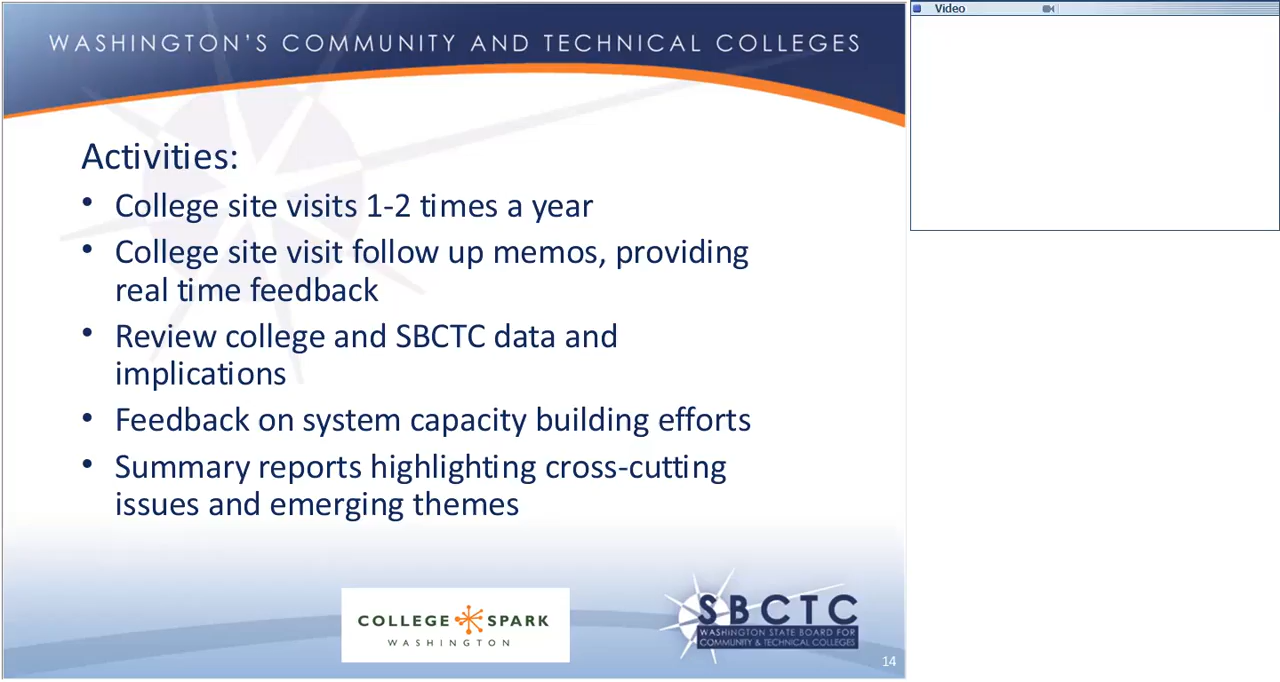 Video
WASHINGTON'S COMMUNITY AND TECHNICAL COLLEGES
Activities:
• College site visits 1-2 times a year
• College site visit follow up memos, providing
real time feedback
• Review college and SBCTC data and
implications
• Feedback on system capacity building efforts
• Summary reports highlighting cross-cutting
issues and emerging themes
COLLEGE SPARK
WASHINGTON
SBCTC
WASHINGTON STATE BOARD FOR
COMMUNITY & TECHNICAL COLLEGES
14